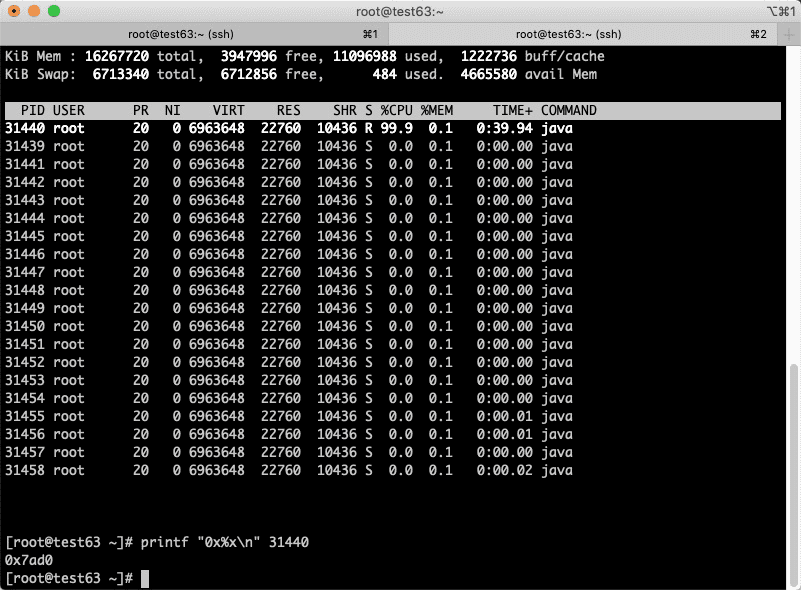 root@test63:~ ⌥⌘1
root@test63:~ (ssh) ⌘1 root@test63:~ (ssh) ⌘2 +
KiB Mem : 16267720 total,  3947996 free, 11096988 used,  1222736 buff/cache
KiB Swap:  6713340 total,  6712856 free,      484 used.  4665580 avail Mem
  PID USER      PR  NI    VIRT    RES    SHR S %CPU %MEM     TIME+ COMMAND
31440 root      20   0 6963648  22760  10436 R 99.9  0.1   0:39.94 java
31439 root      20   0 6963648  22760  10436 S  0.0  0.1   0:00.00 java
31441 root      20   0 6963648  22760  10436 S  0.0  0.1   0:00.00 java
31442 root      20   0 6963648  22760  10436 S  0.0  0.1   0:00.00 java
31443 root      20   0 6963648  22760  10436 S  0.0  0.1   0:00.00 java
31444 root      20   0 6963648  22760  10436 S  0.0  0.1   0:00.00 java
31445 root      20   0 6963648  22760  10436 S  0.0  0.1   0:00.00 java
31446 root      20   0 6963648  22760  10436 S  0.0  0.1   0:00.00 java
31447 root      20   0 6963648  22760  10436 S  0.0  0.1   0:00.00 java
31448 root      20   0 6963648  22760  10436 S  0.0  0.1   0:00.00 java
31449 root      20   0 6963648  22760  10436 S  0.0  0.1   0:00.00 java
31450 root      20   0 6963648  22760  10436 S  0.0  0.1   0:00.00 java
31451 root      20   0 6963648  22760  10436 S  0.0  0.1   0:00.00 java
31452 root      20   0 6963648  22760  10436 S  0.0  0.1   0:00.00 java
31453 root      20   0 6963648  22760  10436 S  0.0  0.1   0:00.00 java
31454 root      20   0 6963648  22760  10436 S  0.0  0.1   0:00.00 java
31455 root      20   0 6963648  22760  10436 S  0.0  0.1   0:00.01 java
31456 root      20   0 6963648  22760  10436 S  0.0  0.1   0:00.01 java
31457 root      20   0 6963648  22760  10436 S  0.0  0.1   0:00.00 java
31458 root      20   0 6963648  22760  10436 S  0.0  0.1   0:00.02 java
[root@test63 ~]# printf "0x%x\n" 31440
0x7ad0
[root@test63 ~]#